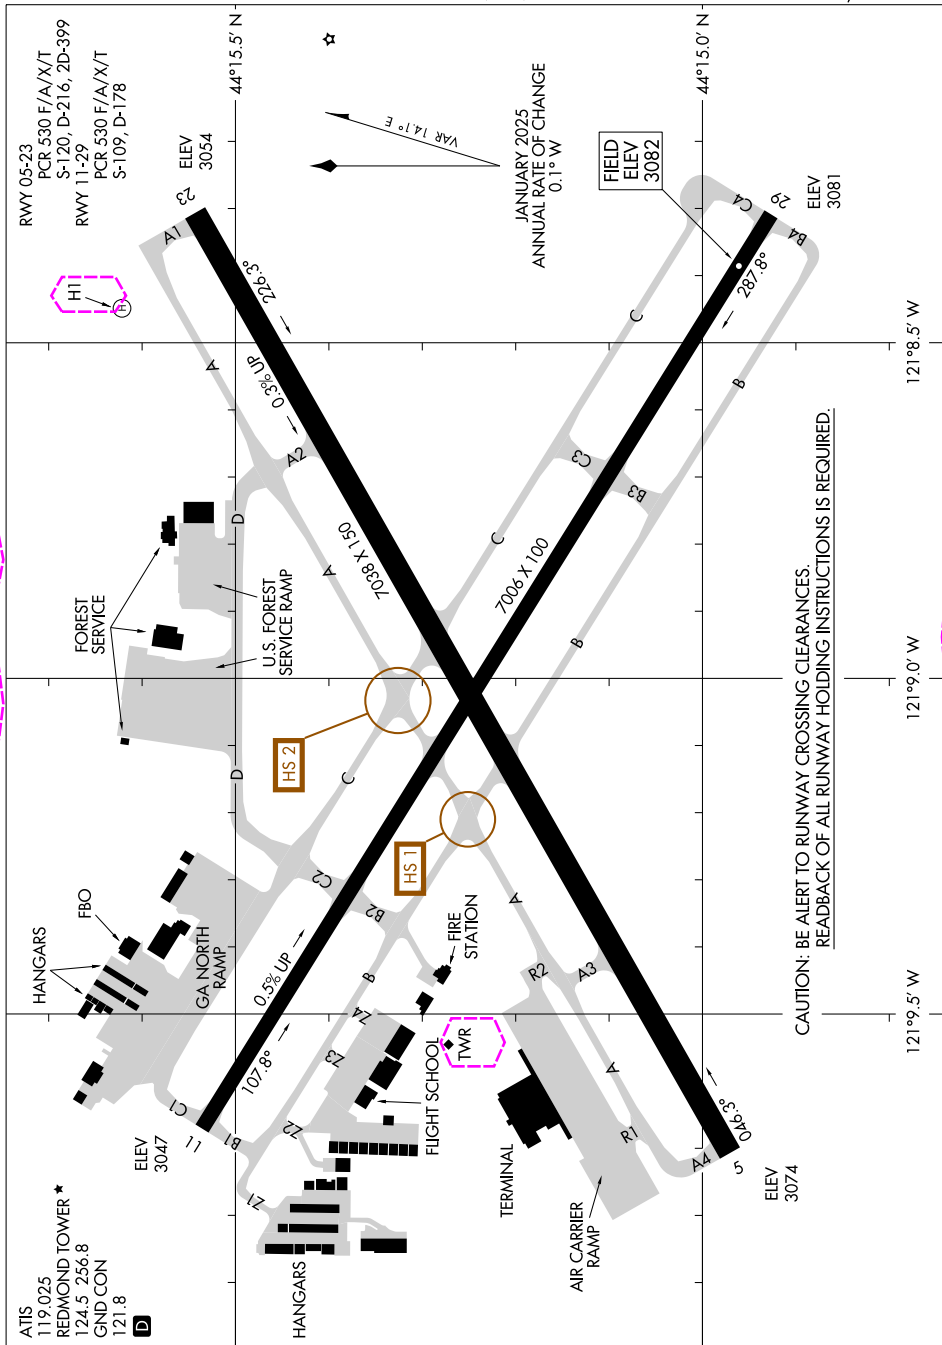 RWY 05-23
PCR 530 F/A/X/T
S-120, D-216, 2D-399
RWY 11-29
PCR 530 F/A/X/T
S-109, D-178
44°15.5' N
44°15.0' N
VAR 14.1° E
JANUARY 2025
ANNUAL RATE OF CHANGE
0.1° W
FIELD
ELEV
3082
ELEV
3054
23
A1
H1
H
226.3°
0.3% UP
A
A2
7038 X 150
A
D
FOREST
SERVICE
U.S. FOREST
SERVICE RAMP
D
HS 2
HS 1
C
C
C
C4
29
B4
ELEV
3081
287.8°
B
C3
B3
7006 X 100
B
121°8.5' W
121°9.0' W
121°9.5' W
CAUTION: BE ALERT TO RUNWAY CROSSING CLEARANCES.
READBACK OF ALL RUNWAY HOLDING INSTRUCTIONS IS REQUIRED.
HANGARS
FBO
GA NORTH
RAMP
C2
B2
0.5% UP
107.8°
C1
11
B1
ELEV
3047
B
Z4
Z3
Z2
Z1
FIRE
STATION
TWR
FLIGHT SCHOOL
TERMINAL
HANGARS
AIR CARRIER
RAMP
A
R2
A3
A
R1
A4
5
046.3°
ELEV
3074
ATIS
119.025
REDMOND TOWER
124.5 256.8
GND CON
121.8
D